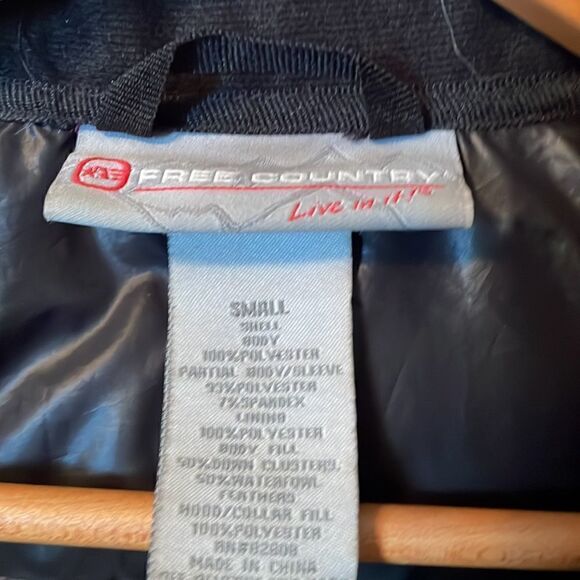 FREE COUNTRY
Live in it!™
SMALL
SHELL
BODY
100%POLYESTER
PARTIAL BODY/SLEEVE
93%POLYESTER
7%SPANDEX
LINING
100%POLYESTER
BODY FILL
50%DOWN CLUSTERS,
50%WATERFOWL
FEATHERS
HOOD/COLLAR FILL
100%POLYESTER
RN#82808
MADE IN CHINA